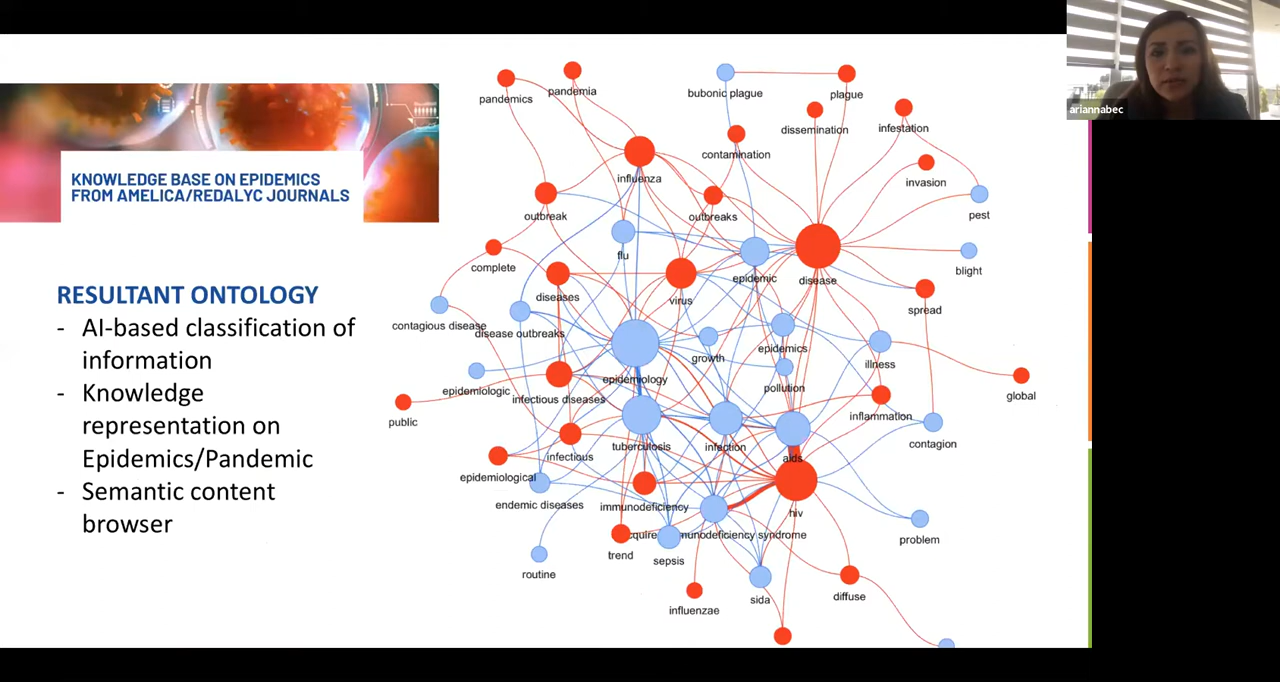 ariannabec
KNOWLEDGE BASE ON EPIDEMICS
FROM AMELICA/REDALYC JOURNALS
RESULTANT ONTOLOGY
- AI-based classification of
information
- Knowledge
representation on
Epidemics/Pandemic
- Semantic content
browser
pandemics
pandemia
bubonic plague
plague
dissemination
infestation
contamination
invasion
influenza
pest
outbreak
outbreaks
flu
epidemic
disease
blight
complete
diseases
virus
spread
contagious disease
disease outbreaks
growth
epidemics
illness
epidemiology
pollution
epidemiologic
infectious diseases
global
public
inflammation
tuberculosis
infection
aids
contagion
infectious
epidemiological
endemic diseases
immunodeficiency
hiv
trend
cquire
munodeficiency syndrome
problem
sepsis
routine
sida
diffuse
influenzae